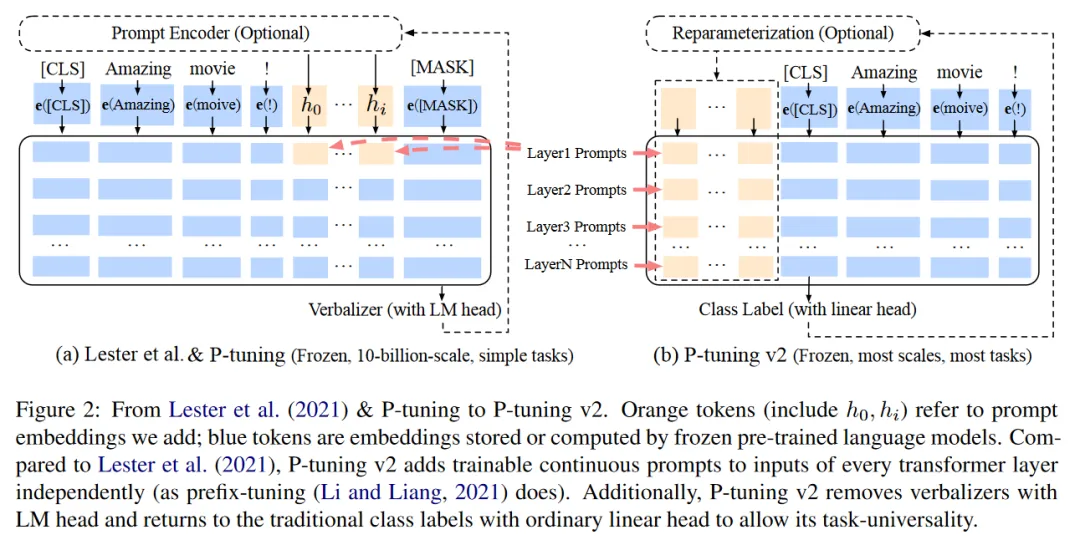 Prompt Encoder (Optional)
[CLS] Amazing movie ! [MASK]
e([CLS]) e(Amazing) e(moive) e(!) h₀ ··· hᵢ e([MASK])
···
···
···
··· ··· ··· ··· ··· ···
···
Verbalizer (with LM head)
(a) Lester et al. & P-tuning (Frozen, 10-billion-scale, simple tasks)
Layer1 Prompts
Layer2 Prompts
Layer3 Prompts
···
LayerN Prompts
Reparameterization (Optional)
[CLS] Amazing movie !
··· e([CLS]) e(Amazing) e(moive) e(!)
···
···
···
··· ··· ··· ··· ··· ···
···
Class Label (with linear head)
(b) P-tuning v2 (Frozen, most scales, most tasks)
Figure 2: From Lester et al. (2021) & P-tuning to P-tuning v2. Orange tokens (include h₀, hᵢ) refer to prompt
embeddings we add; blue tokens are embeddings stored or computed by frozen pre-trained language models. Com-
pared to Lester et al. (2021), P-tuning v2 adds trainable continuous prompts to inputs of every transformer layer
independently (as prefix-tuning (Li and Liang, 2021) does). Additionally, P-tuning v2 removes verbalizers with
LM head and returns to the traditional class labels with ordinary linear head to allow its task-universality.